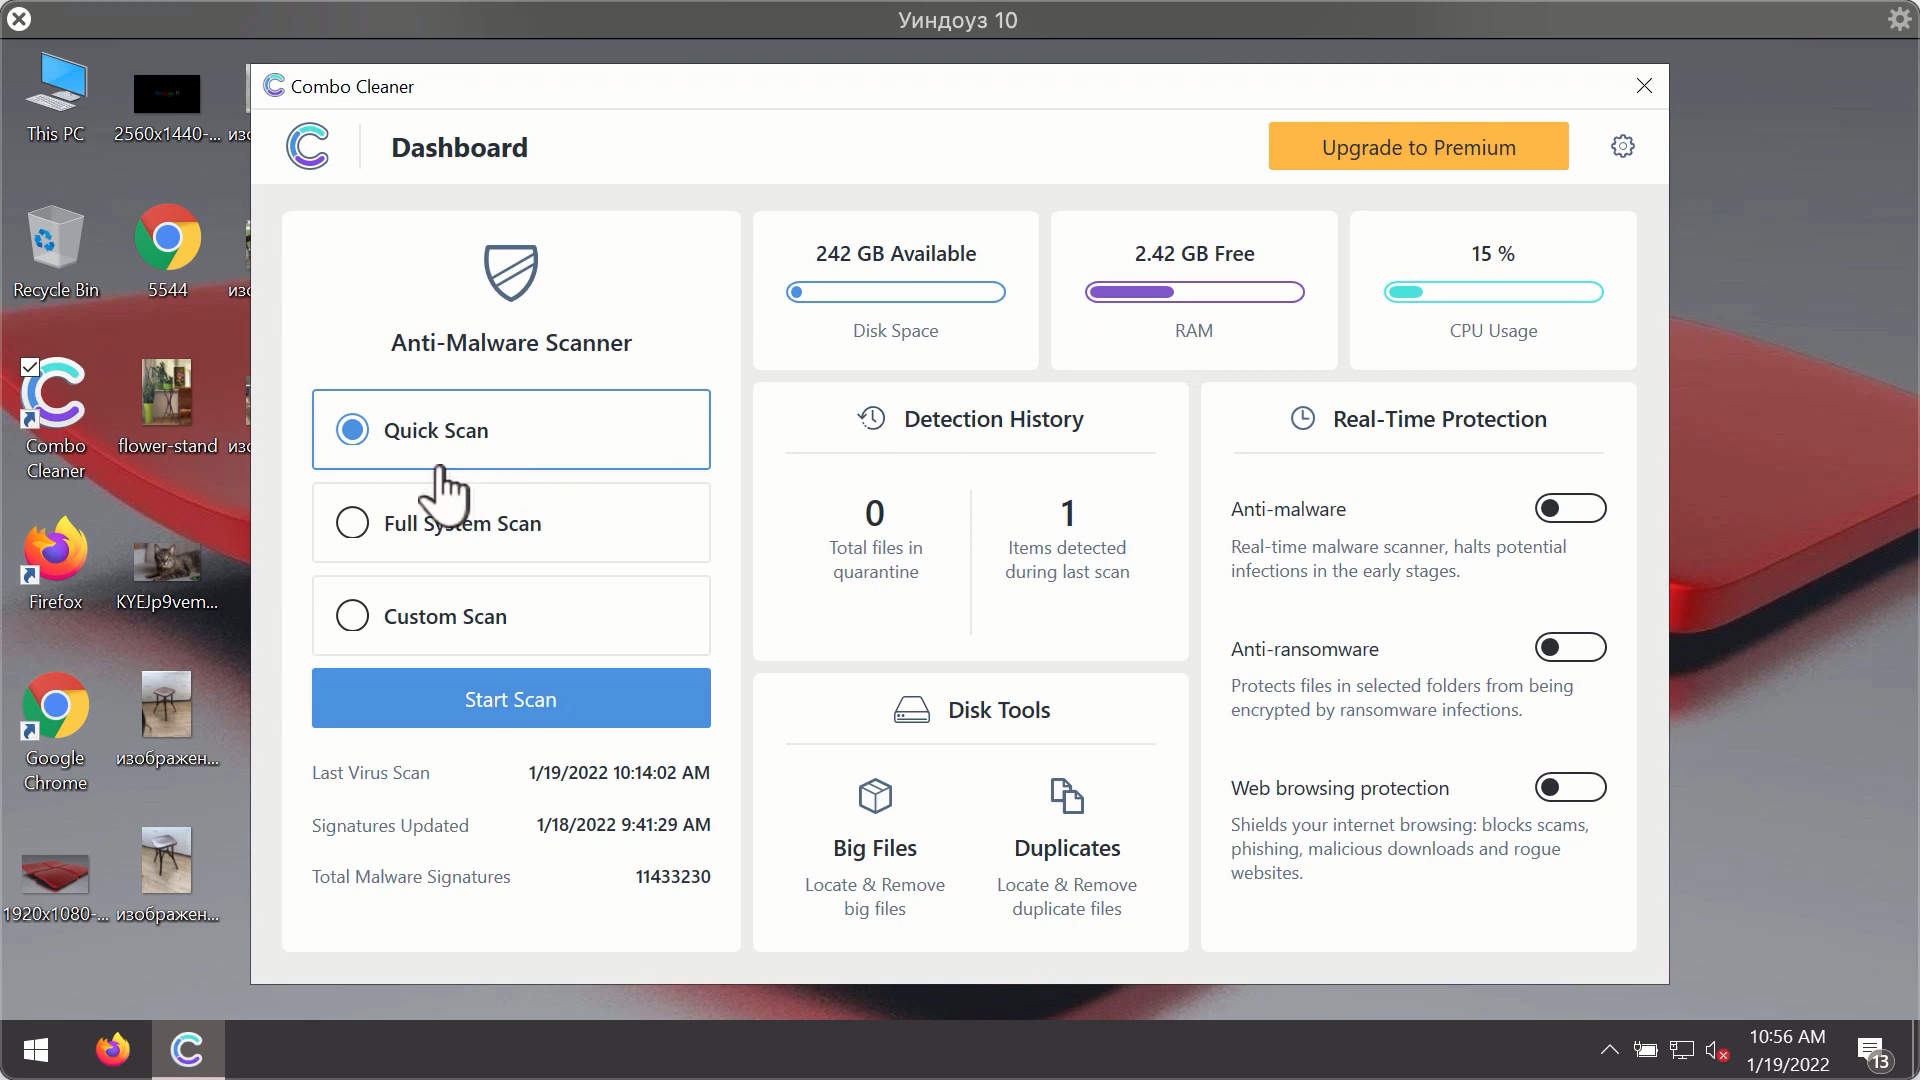 Уиндоуз 10
This PC
2560x1440-...
изо
Recycle Bin
5544
изо
Combo
Cleaner
flower-stand
изо
Firefox
KYEJp9vem...
Google
Chrome
изображен...
1920x1080-...
изображен...
Combo Cleaner
Dashboard
Upgrade to Premium
Anti-Malware Scanner
Quick Scan
Full System Scan
Custom Scan
Start Scan
Last Virus Scan 1/19/2022 10:14:02 AM
Signatures Updated 1/18/2022 9:41:29 AM
Total Malware Signatures 11433230
242 GB Available
Disk Space
2.42 GB Free
RAM
15 %
CPU Usage
Detection History
0
Total files in
quarantine
1
Items detected
during last scan
Disk Tools
Big Files
Locate & Remove
big files
Duplicates
Locate & Remove
duplicate files
Real-Time Protection
Anti-malware
Real-time malware scanner, halts potential
infections in the early stages.
Anti-ransomware
Protects files in selected folders from being
encrypted by ransomware infections.
Web browsing protection
Shields your internet browsing: blocks scams,
phishing, malicious downloads and rogue
websites.
10:56 AM
1/19/2022
13